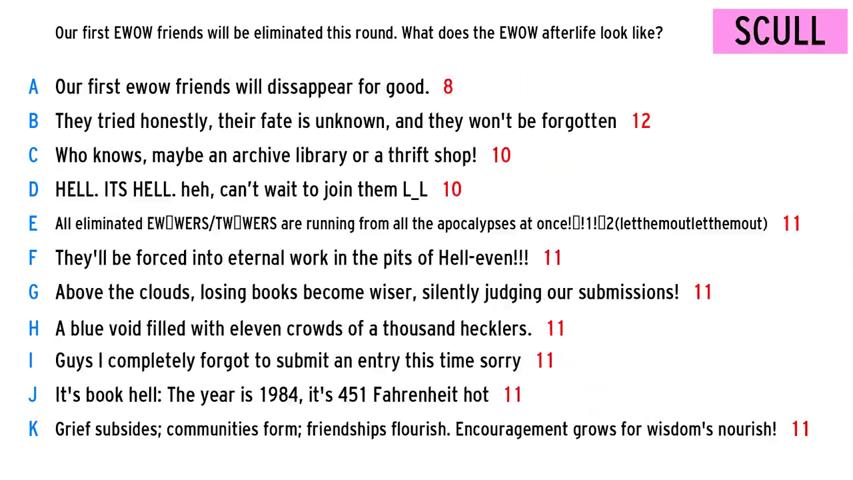 Our first EWOW friends will be eliminated this round. What does the EWOW afterlife look like?
SCULL
A Our first ewow friends will dissappear for good. 8
B They tried honestly, their fate is unknown, and they won't be forgotten 12
C Who knows, maybe an archive library or a thrift shop! 10
D HELL. ITS HELL. heh, can't wait to join them L_L 10
E All eliminated EW▯WERS/TW▯WERS are running from all the apocalypses at once!▯!1!▯2(letthemoutletthemout) 11
F They'll be forced into eternal work in the pits of Hell-even!!! 11
G Above the clouds, losing books become wiser, silently judging our submissions! 11
H A blue void filled with eleven crowds of a thousand hecklers. 11
I Guys I completely forgot to submit an entry this time sorry 11
J It's book hell: The year is 1984, it's 451 Fahrenheit hot 11
K Grief subsides; communities form; friendships flourish. Encouragement grows for wisdom's nourish! 11